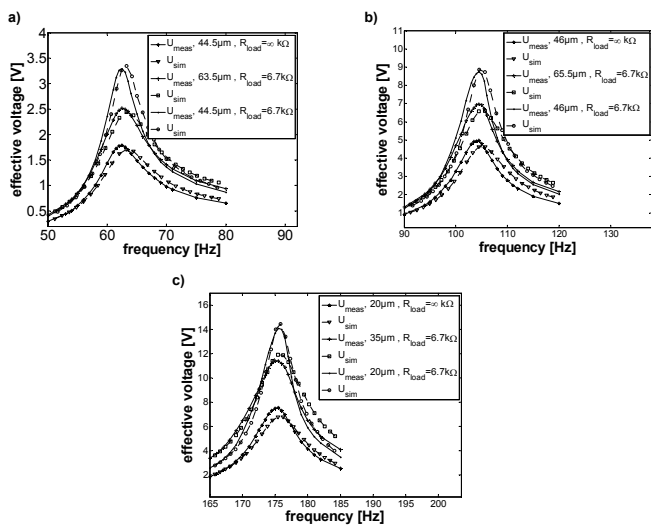 a)
effective voltage [V]
4
3.5
3
2.5
2
1.5
1
0.5
50 60 70 80 90
frequency [Hz]
U_meas, 44.5µm , R_load=∞ kΩ
U_sim
U_meas, 63.5µm , R_load=6.7kΩ
U_sim
U_meas, 44.5µm , R_load=6.7kΩ
U_sim
b)
effective voltage [V]
11
10
9
8
7
6
5
4
3
2
1
90 100 110 120 130
frequency [Hz]
U_meas, 46µm , R_load=∞ kΩ
U_sim
U_meas, 65.5µm , R_load=6.7kΩ
U_sim
U_meas, 46µm , R_load=6.7kΩ
U_sim
c)
effective voltage [V]
16
14
12
10
8
6
4
2
165 170 175 180 185 190 195 200
frequency [Hz]
U_meas, 20µm , R_load=∞ kΩ
U_sim
U_meas, 35µm , R_load=6.7kΩ
U_sim
U_meas, 20µm , R_load=6.7kΩ
U_sim